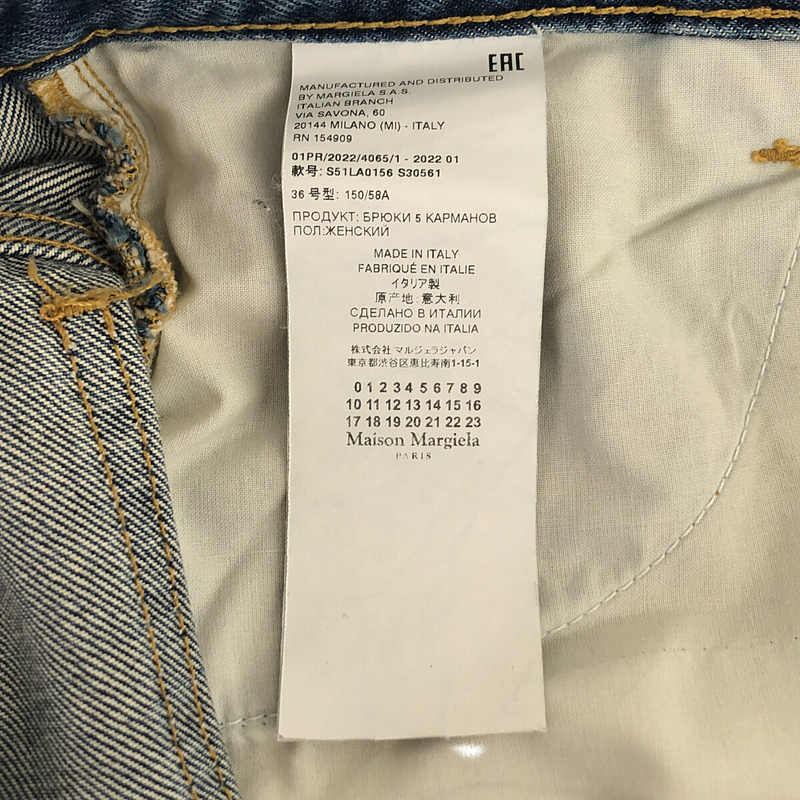 EAC
MANUFACTURED AND DISTRIBUTED
BY MARGIELA S.A.S.
ITALIAN BRANCH
VIA SAVONA, 60
20144 MILANO (MI) - ITALY
RN 154909
01PR/2022/4065/1 - 2022 01
款号: S51LA0156 S30561
36 号型: 150/58A
ПРОДУКТ: БРЮКИ 5 КАРМАНОВ
ПОЛ:ЖЕНСКИЙ
MADE IN ITALY
FABRIQUÉ EN ITALIE
イタリア製
原产地: 意大利
СДЕЛАНО В ИТАЛИИ
PRODUZIDO NA ITALIA
株式会社 マルジェラジャパン
東京都渋谷区恵比寿南1-15-1
0 1 2 3 4 5 6 7 8 9
10 11 12 13 14 15 16
17 18 19 20 21 22 23
Maison Margiela
PARIS